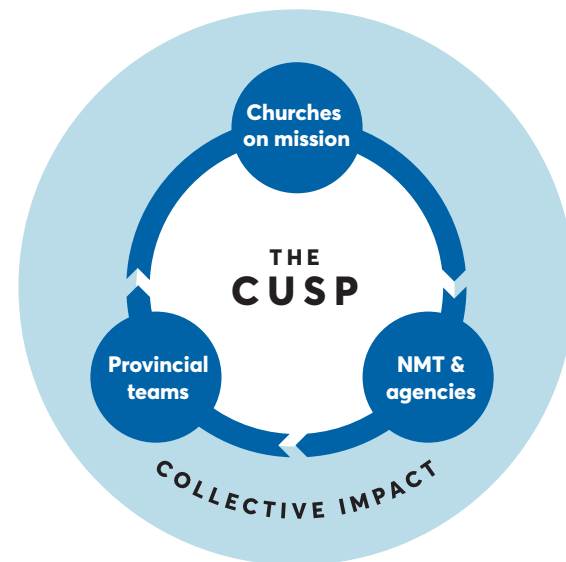 Churches
on mission
THE
CUSP
Provincial
teams
NMT &
agencies
COLLECTIVE IMPACT